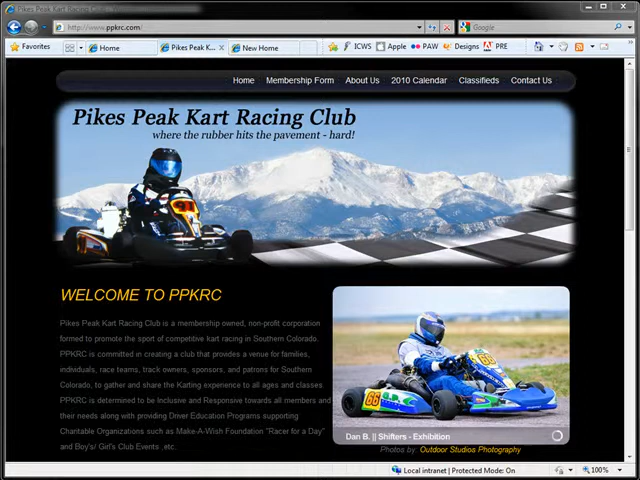 Pikes Peak Kart Racing Club
http://www.ppkrc.com/
Google
Favorites
Home
Pikes Peak K...
New Home
ICWS
Apple
PAW
Designs
PRE
Home Membership Form About Us 2010 Calendar Classifieds Contact Us
Pikes Peak Kart Racing Club
where the rubber hits the pavement - hard!
WELCOME TO PPKRC
Pikes Peak Kart Racing Club is a membership owned, non-profit corporation
formed to promote the sport of competitive kart racing in Southern Colorado.
PPKRC is committed in creating a club that provides a venue for families,
individuals, race teams, track owners, sponsors, and patrons for Southern
Colorado, to gather and share the Karting experience to all ages and classes
PPKRC is determined to be Inclusive and Responsive towards all members and
their needs along with providing Driver Education Programs supporting
Charitable Organizations such as Make-A-Wish Foundation "Racer for a Day"
and Boy's/ Girl's Club Events ,etc.
66
66
Dan B. || Shifters - Exhibition
Photos by: Outdoor Studios Photography
Local intranet | Protected Mode: On
100%